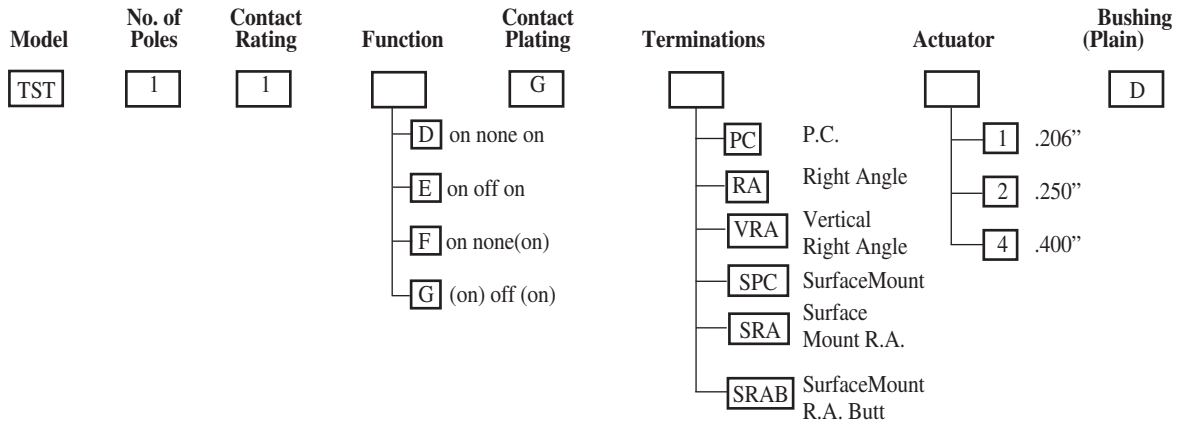 Model
No. of
Poles
Contact
Rating
Function
Contact
Plating
Terminations
Actuator
Bushing
(Plain)
TST
1
1
G
D
D on none on
E on off on
F on none(on)
G (on) off (on)
PC P.C.
RA Right Angle
VRA Vertical
Right Angle
SPC SurfaceMount
SRA Surface
Mount R.A.
SRAB SurfaceMount
R.A. Butt
1 .206”
2 .250”
4 .400”